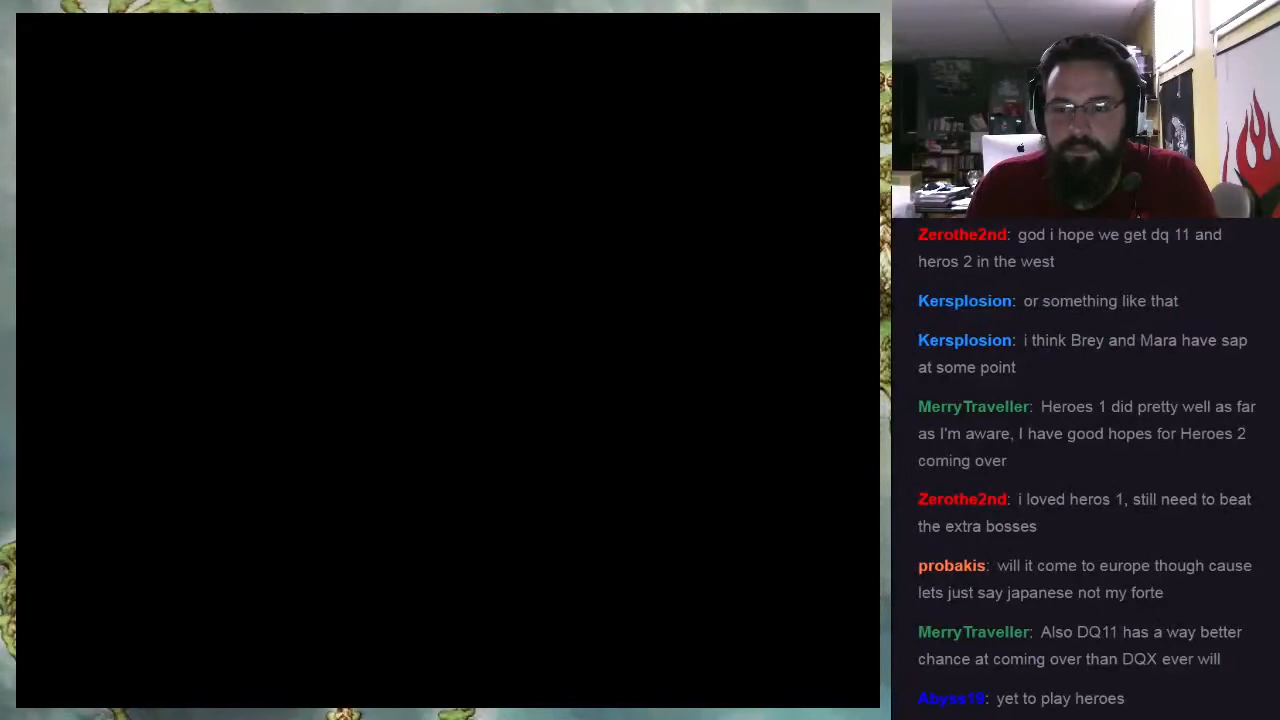 Zerothe2nd: god i hope we get dq 11 and
heros 2 in the west
Kersplosion: or something like that
Kersplosion: i think Brey and Mara have sap
at some point
MerryTraveller: Heroes 1 did pretty well as far
as I'm aware, I have good hopes for Heroes 2
coming over
Zerothe2nd: i loved heros 1, still need to beat
the extra bosses
probakis: will it come to europe though cause
lets just say japanese not my forte
MerryTraveller: Also DQ11 has a way better
chance at coming over than DQX ever will
Abyss19: yet to play heroes